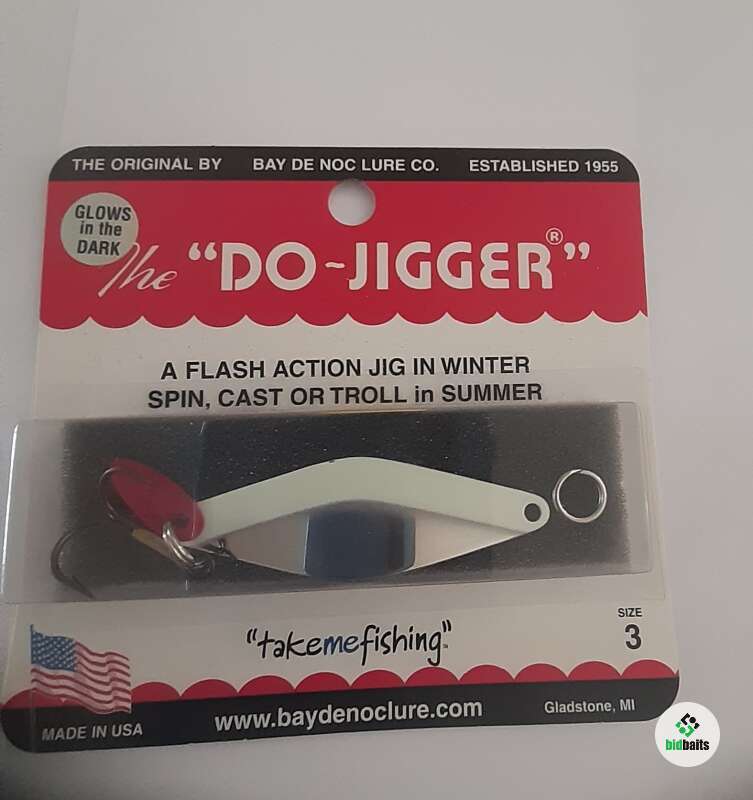 THE ORIGINAL BY BAY DE NOC LURE CO. ESTABLISHED 1955
GLOWS
in the
DARK
The "DO-JIGGER®"
A FLASH ACTION JIG IN WINTER
SPIN, CAST OR TROLL in SUMMER
"takemefishing"™
SIZE
3
MADE IN USA
www.baydenoclure.com
Gladstone, MI
bidbaits